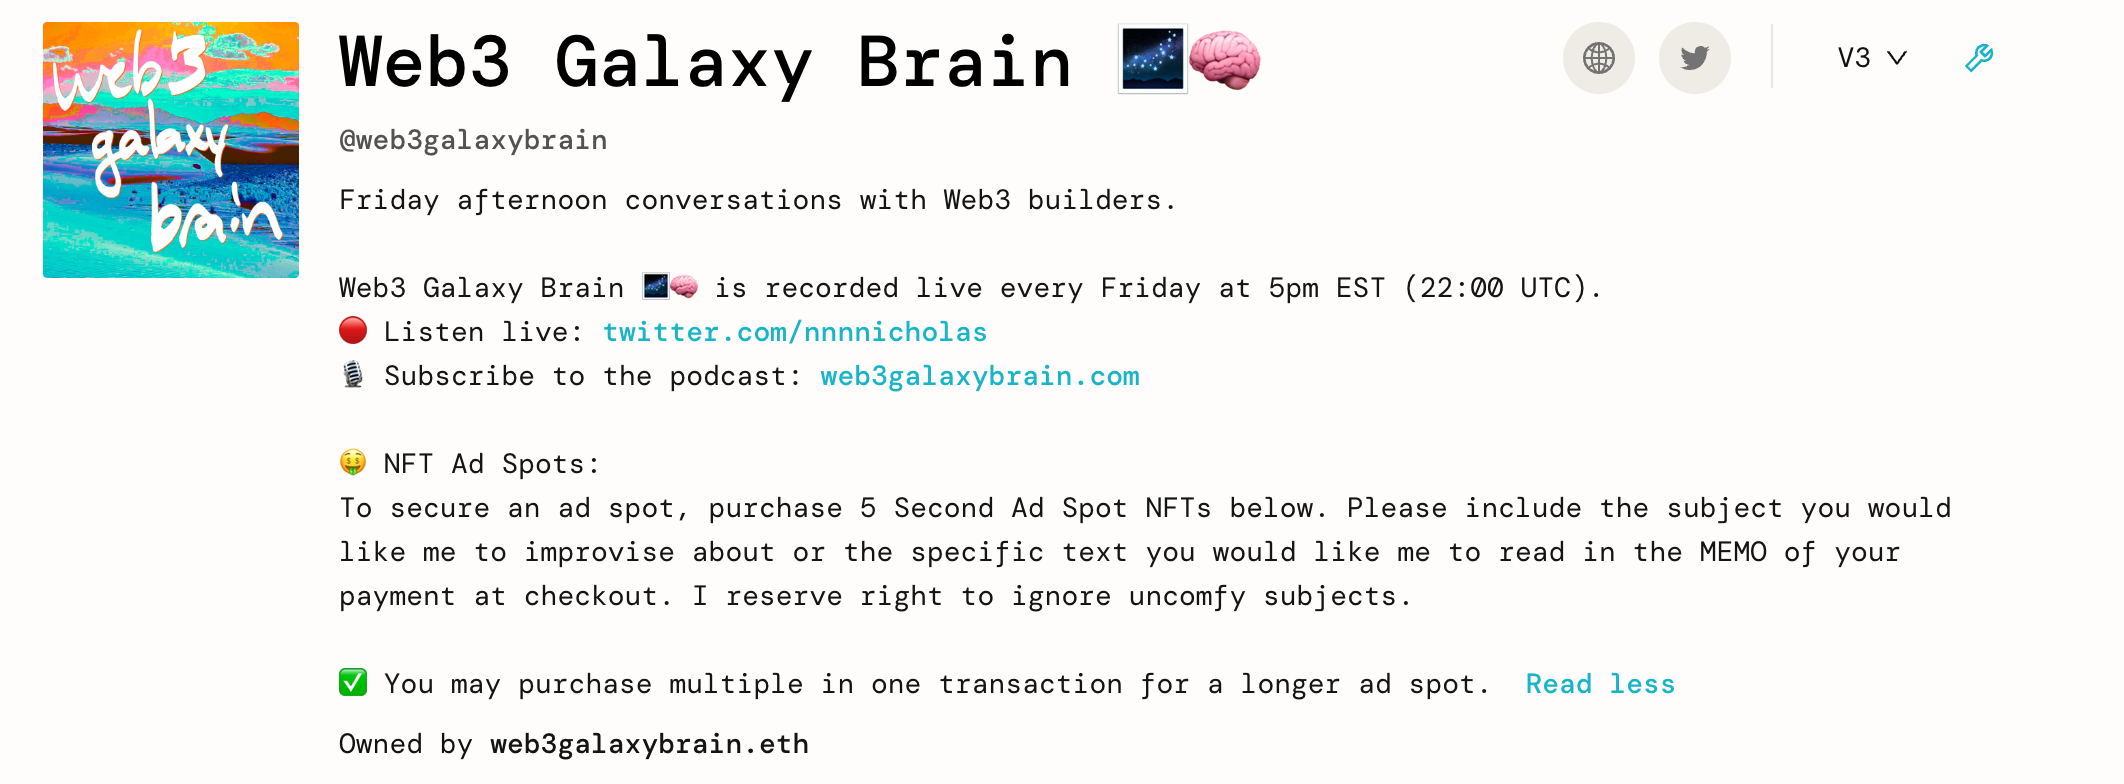 web3
galaxy
brain
Web3 Galaxy Brain 🌌🧠
V3
@web3galaxybrain
Friday afternoon conversations with Web3 builders.
Web3 Galaxy Brain 🌌🧠 is recorded live every Friday at 5pm EST (22:00 UTC).
🔴 Listen live: twitter.com/nnnnicholas
🎙 Subscribe to the podcast: web3galaxybrain.com
🤑 NFT Ad Spots:
To secure an ad spot, purchase 5 Second Ad Spot NFTs below. Please include the subject you would
like me to improvise about or the specific text you would like me to read in the MEMO of your
payment at checkout. I reserve right to ignore uncomfy subjects.
✅ You may purchase multiple in one transaction for a longer ad spot. Read less
Owned by web3galaxybrain.eth